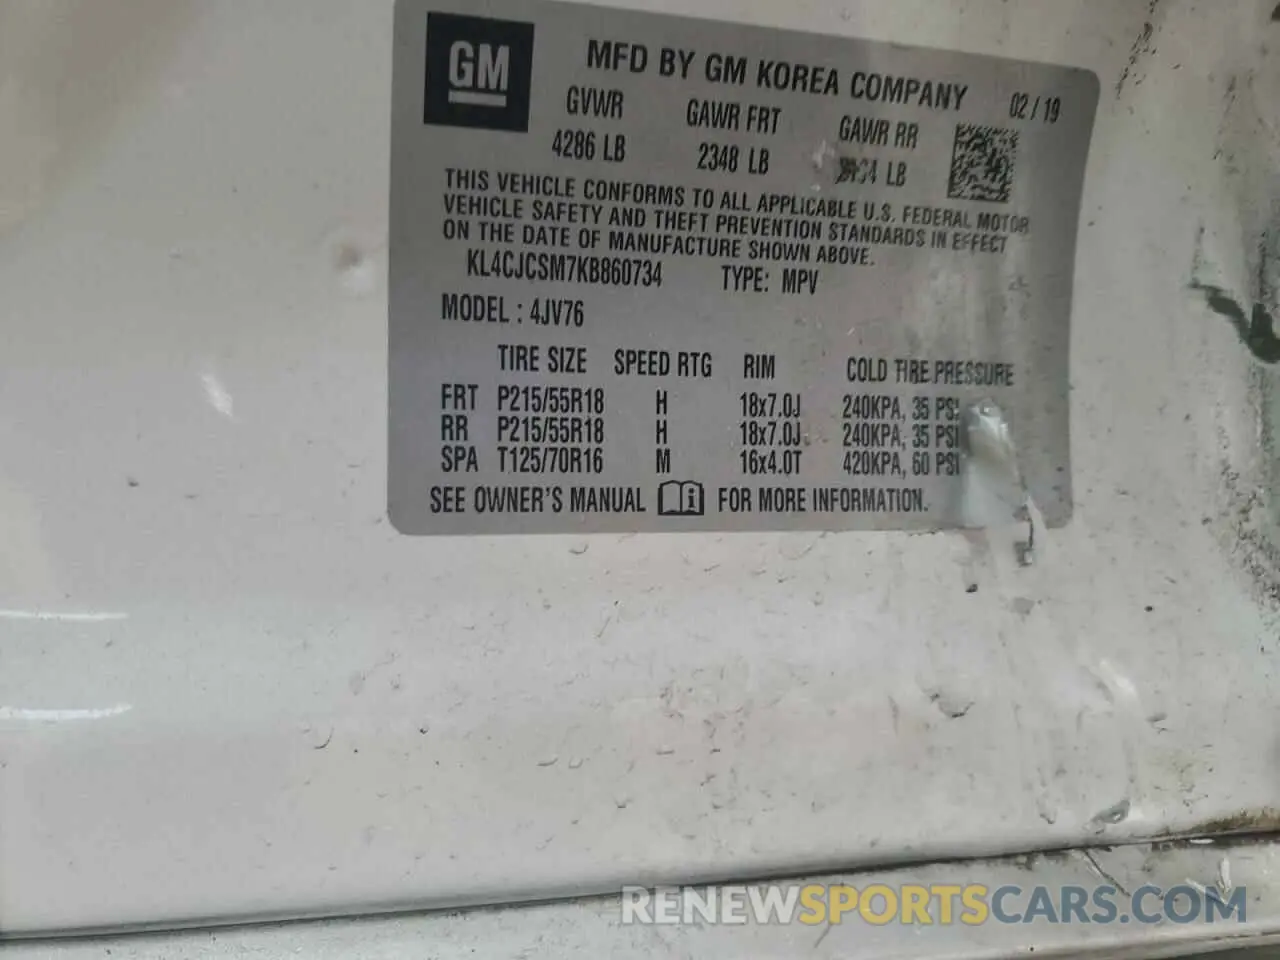 GM
MFD BY GM KOREA COMPANY 02 / 19
GVWR GAWR FRT GAWR RR
4286 LB 2348 LB LB
THIS VEHICLE CONFORMS TO ALL APPLICABLE U.S. FEDERAL MOTOR
VEHICLE SAFETY AND THEFT PREVENTION STANDARDS IN EFFECT
ON THE DATE OF MANUFACTURE SHOWN ABOVE.
KL4CJCSM7KB860734 TYPE: MPV
MODEL : 4JV76
TIRE SIZE SPEED RTG RIM COLD TIRE PRESSURE
FRT P215/55R18 H 18x7.0J 240KPA, 35 PSI
RR P215/55R18 H 18x7.0J 240KPA, 35 PSI
SPA T125/70R16 M 16x4.0T 420KPA, 60 PSI
SEE OWNER'S MANUAL i FOR MORE INFORMATION.
RENEWSPORTSCARS.COM